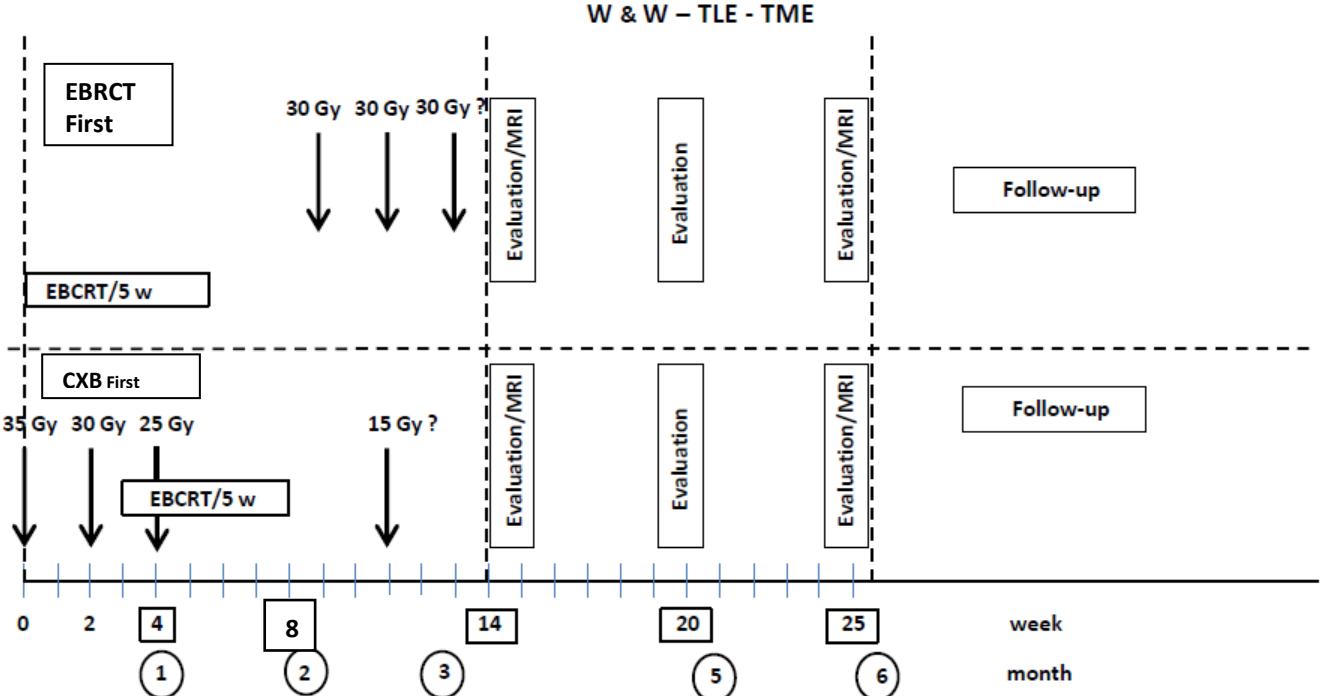 W & W – TLE - TME
EBRCT
First
30 Gy 30 Gy 30 Gy ?
Evaluation/MRI
Evaluation
Evaluation/MRI
Follow-up
EBCRT/5 w
CXB First
35 Gy 30 Gy 25 Gy
15 Gy ?
EBCRT/5 w
Evaluation/MRI
Evaluation
Evaluation/MRI
Follow-up
0 2 4 8 14 20 25 week
1 2 3 5 6 month